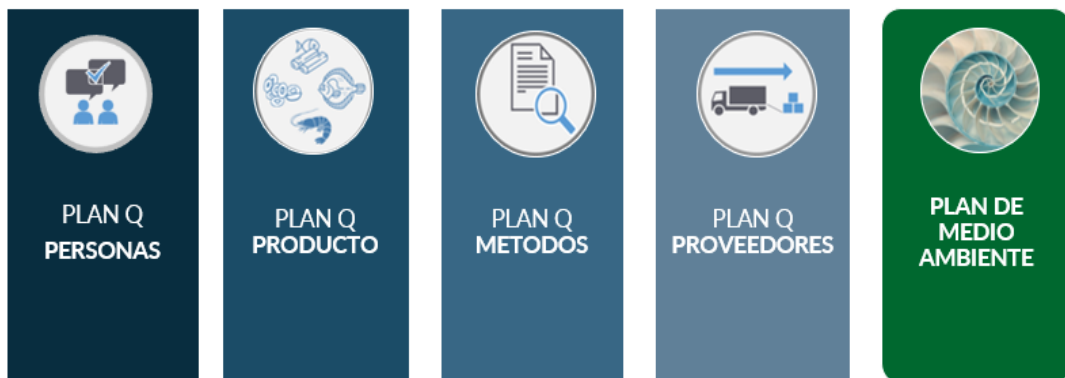 PLAN Q
PERSONAS
PLAN Q
PRODUCTO
PLAN Q
METODOS
PLAN Q
PROVEEDORES
PLAN DE
MEDIO
AMBIENTE